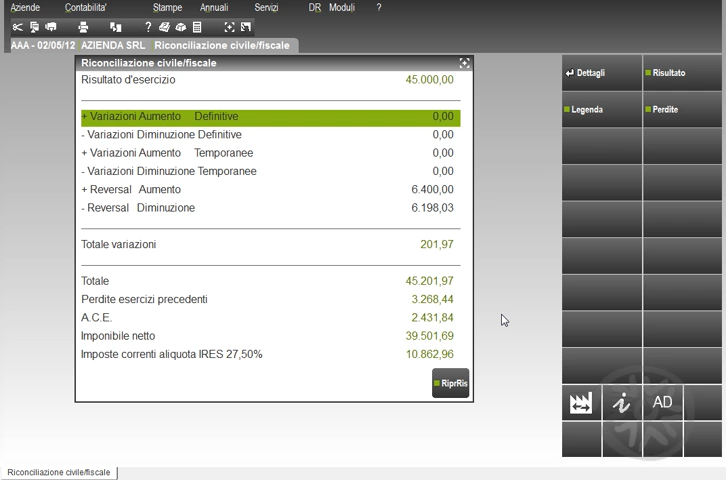 Aziende Contabilita' Stampe Annuali Servizi DR Moduli ?
?
AAA - 02/05/12 AZIENDA SRL Riconciliazione civile/fiscale
Riconciliazione civile/fiscale
Risultato d'esercizio 45.000,00
+ Variazioni Aumento Definitive 0,00
- Variazioni Diminuzione Definitive 0,00
+ Variazioni Aumento Temporanee 0,00
- Variazioni Diminuzione Temporanee 0,00
+ Reversal Aumento 6.400,00
- Reversal Diminuzione 6.198,03
Totale variazioni 201,97
Totale 45.201,97
Perdite esercizi precedenti 3.268,44
A.C.E. 2.431,84
Imponibile netto 39.501,69
Imposte correnti aliquota IRES 27,50% 10.862,96
RiprRis
Dettagli Risultato
Legenda Perdite
i AD
Riconciliazione civile/fiscale